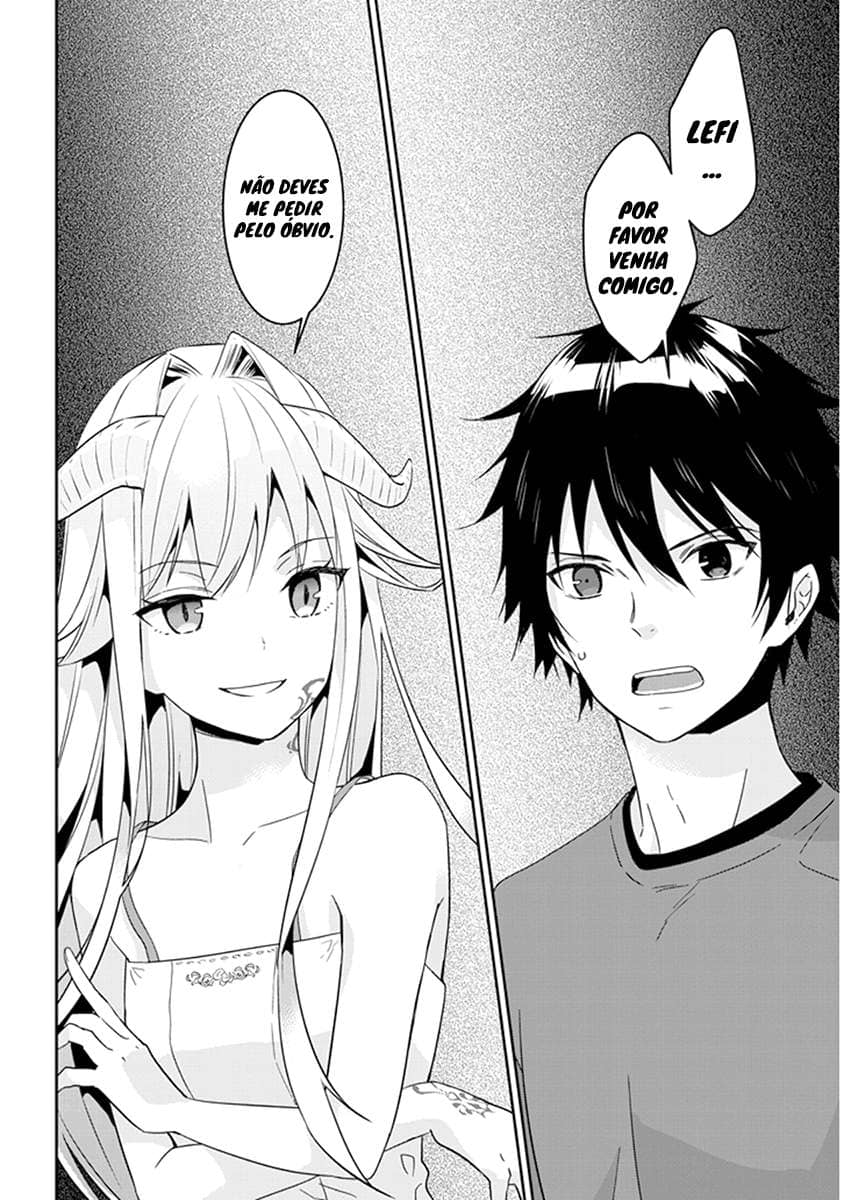 LEFI
...
POR
FAVOR
VENHA
COMIGO.
NÃO DEVES
ME PEDIR
PELO ÓBVIO.